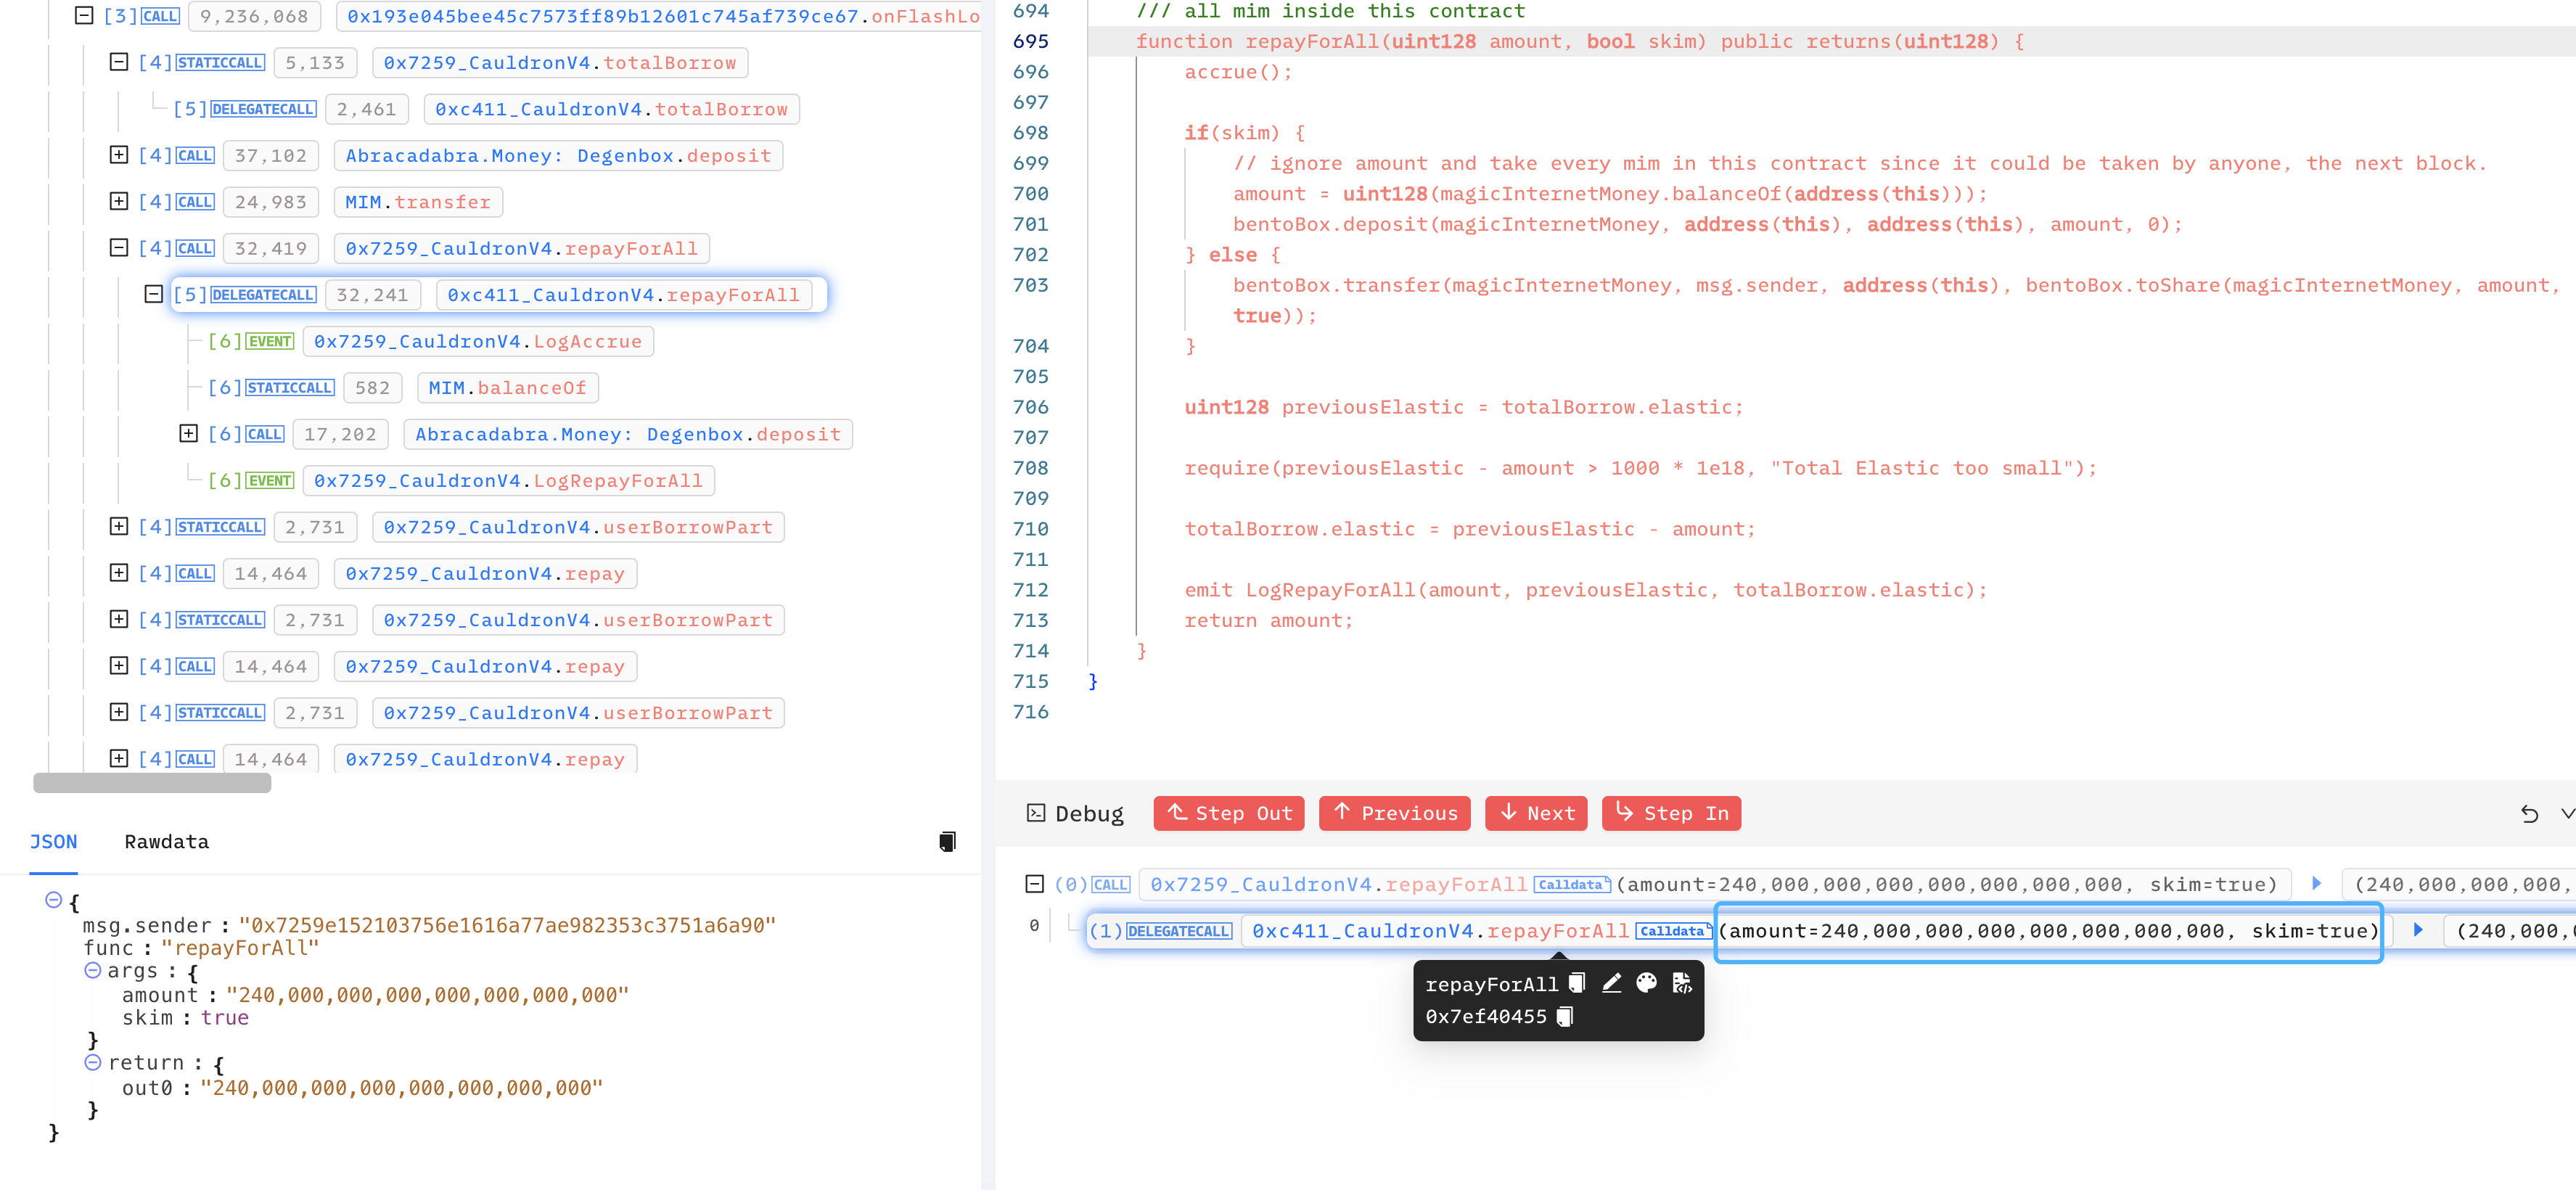 [3]CALL 9,236,068 0x193e045bee45c7573ff89b12601c745af739ce67.onFlashLo
[4]STATICCALL 5,133 0x7259_CauldronV4.totalBorrow
[5]DELEGATECALL 2,461 0xc411_CauldronV4.totalBorrow
[4]CALL 37,102 Abracadabra.Money: Degenbox.deposit
[4]CALL 24,983 MIM.transfer
[4]CALL 32,419 0x7259_CauldronV4.repayForAll
[5]DELEGATECALL 32,241 0xc411_CauldronV4.repayForAll
[6]EVENT 0x7259_CauldronV4.LogAccrue
[6]STATICCALL 582 MIM.balanceOf
[6]CALL 17,202 Abracadabra.Money: Degenbox.deposit
[6]EVENT 0x7259_CauldronV4.LogRepayForAll
[4]STATICCALL 2,731 0x7259_CauldronV4.userBorrowPart
[4]CALL 14,464 0x7259_CauldronV4.repay
[4]STATICCALL 2,731 0x7259_CauldronV4.userBorrowPart
[4]CALL 14,464 0x7259_CauldronV4.repay
[4]STATICCALL 2,731 0x7259_CauldronV4.userBorrowPart
[4]CALL 14,464 0x7259_CauldronV4.repay
JSON Rawdata
{
msg.sender : "0x7259e152103756e1616a77ae982353c3751a6a90"
func : "repayForAll"
args : {
amount : "240,000,000,000,000,000,000,000"
skim : true
}
return : {
out0 : "240,000,000,000,000,000,000,000"
}
}
694 /// all mim inside this contract
695 function repayForAll(uint128 amount, bool skim) public returns(uint128) {
696 accrue();
697
698 if(skim) {
699 // ignore amount and take every mim in this contract since it could be taken by anyone, the next block.
700 amount = uint128(magicInternetMoney.balanceOf(address(this)));
701 bentoBox.deposit(magicInternetMoney, address(this), address(this), amount, 0);
702 } else {
703 bentoBox.transfer(magicInternetMoney, msg.sender, address(this), bentoBox.toShare(magicInternetMoney, amount,
true));
704 }
705
706 uint128 previousElastic = totalBorrow.elastic;
707
708 require(previousElastic - amount > 1000 * 1e18, "Total Elastic too small");
709
710 totalBorrow.elastic = previousElastic - amount;
711
712 emit LogRepayForAll(amount, previousElastic, totalBorrow.elastic);
713 return amount;
714 }
715 }
716
Debug Step Out Previous Next Step In
(0)CALL 0x7259_CauldronV4.repayForAll Calldata (amount=240,000,000,000,000,000,000,000, skim=true) (240,000,000,000,
0 (1)DELEGATECALL 0xc411_CauldronV4.repayForAll Calldata (amount=240,000,000,000,000,000,000,000, skim=true) (240,000,0
repayForAll
0x7ef40455